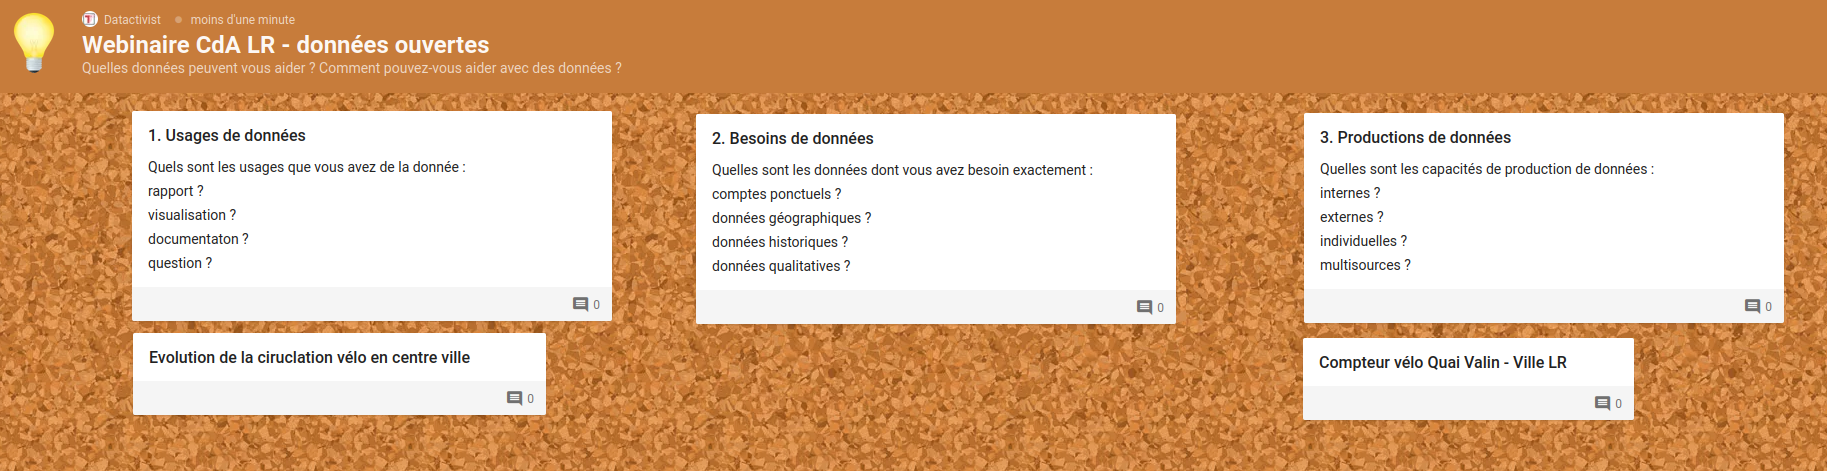 Datactivist moins d'une minute
Webinaire CdA LR - données ouvertes
Quelles données peuvent vous aider ? Comment pouvez-vous aider avec des données ?
1. Usages de données
Quels sont les usages que vous avez de la donnée :
rapport ?
visualisation ?
documentaton ?
question ?
0
Evolution de la ciruclation vélo en centre ville
0
2. Besoins de données
Quelles sont les données dont vous avez besoin exactement :
comptes ponctuels ?
données géographiques ?
données historiques ?
données qualitatives ?
0
3. Productions de données
Quelles sont les capacités de production de données :
internes ?
externes ?
individuelles ?
multisources ?
0
Compteur vélo Quai Valin - Ville LR
0